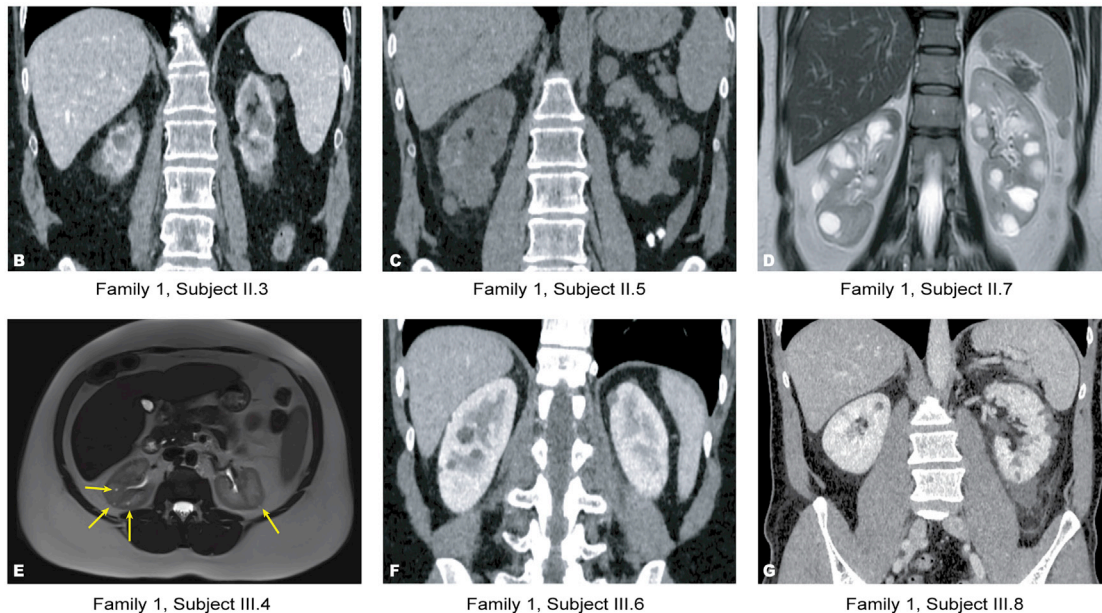 B
Family 1, Subject II.3
C
Family 1, Subject II.5
D
Family 1, Subject II.7
E
Family 1, Subject III.4
F
Family 1, Subject III.6
G
Family 1, Subject III.8